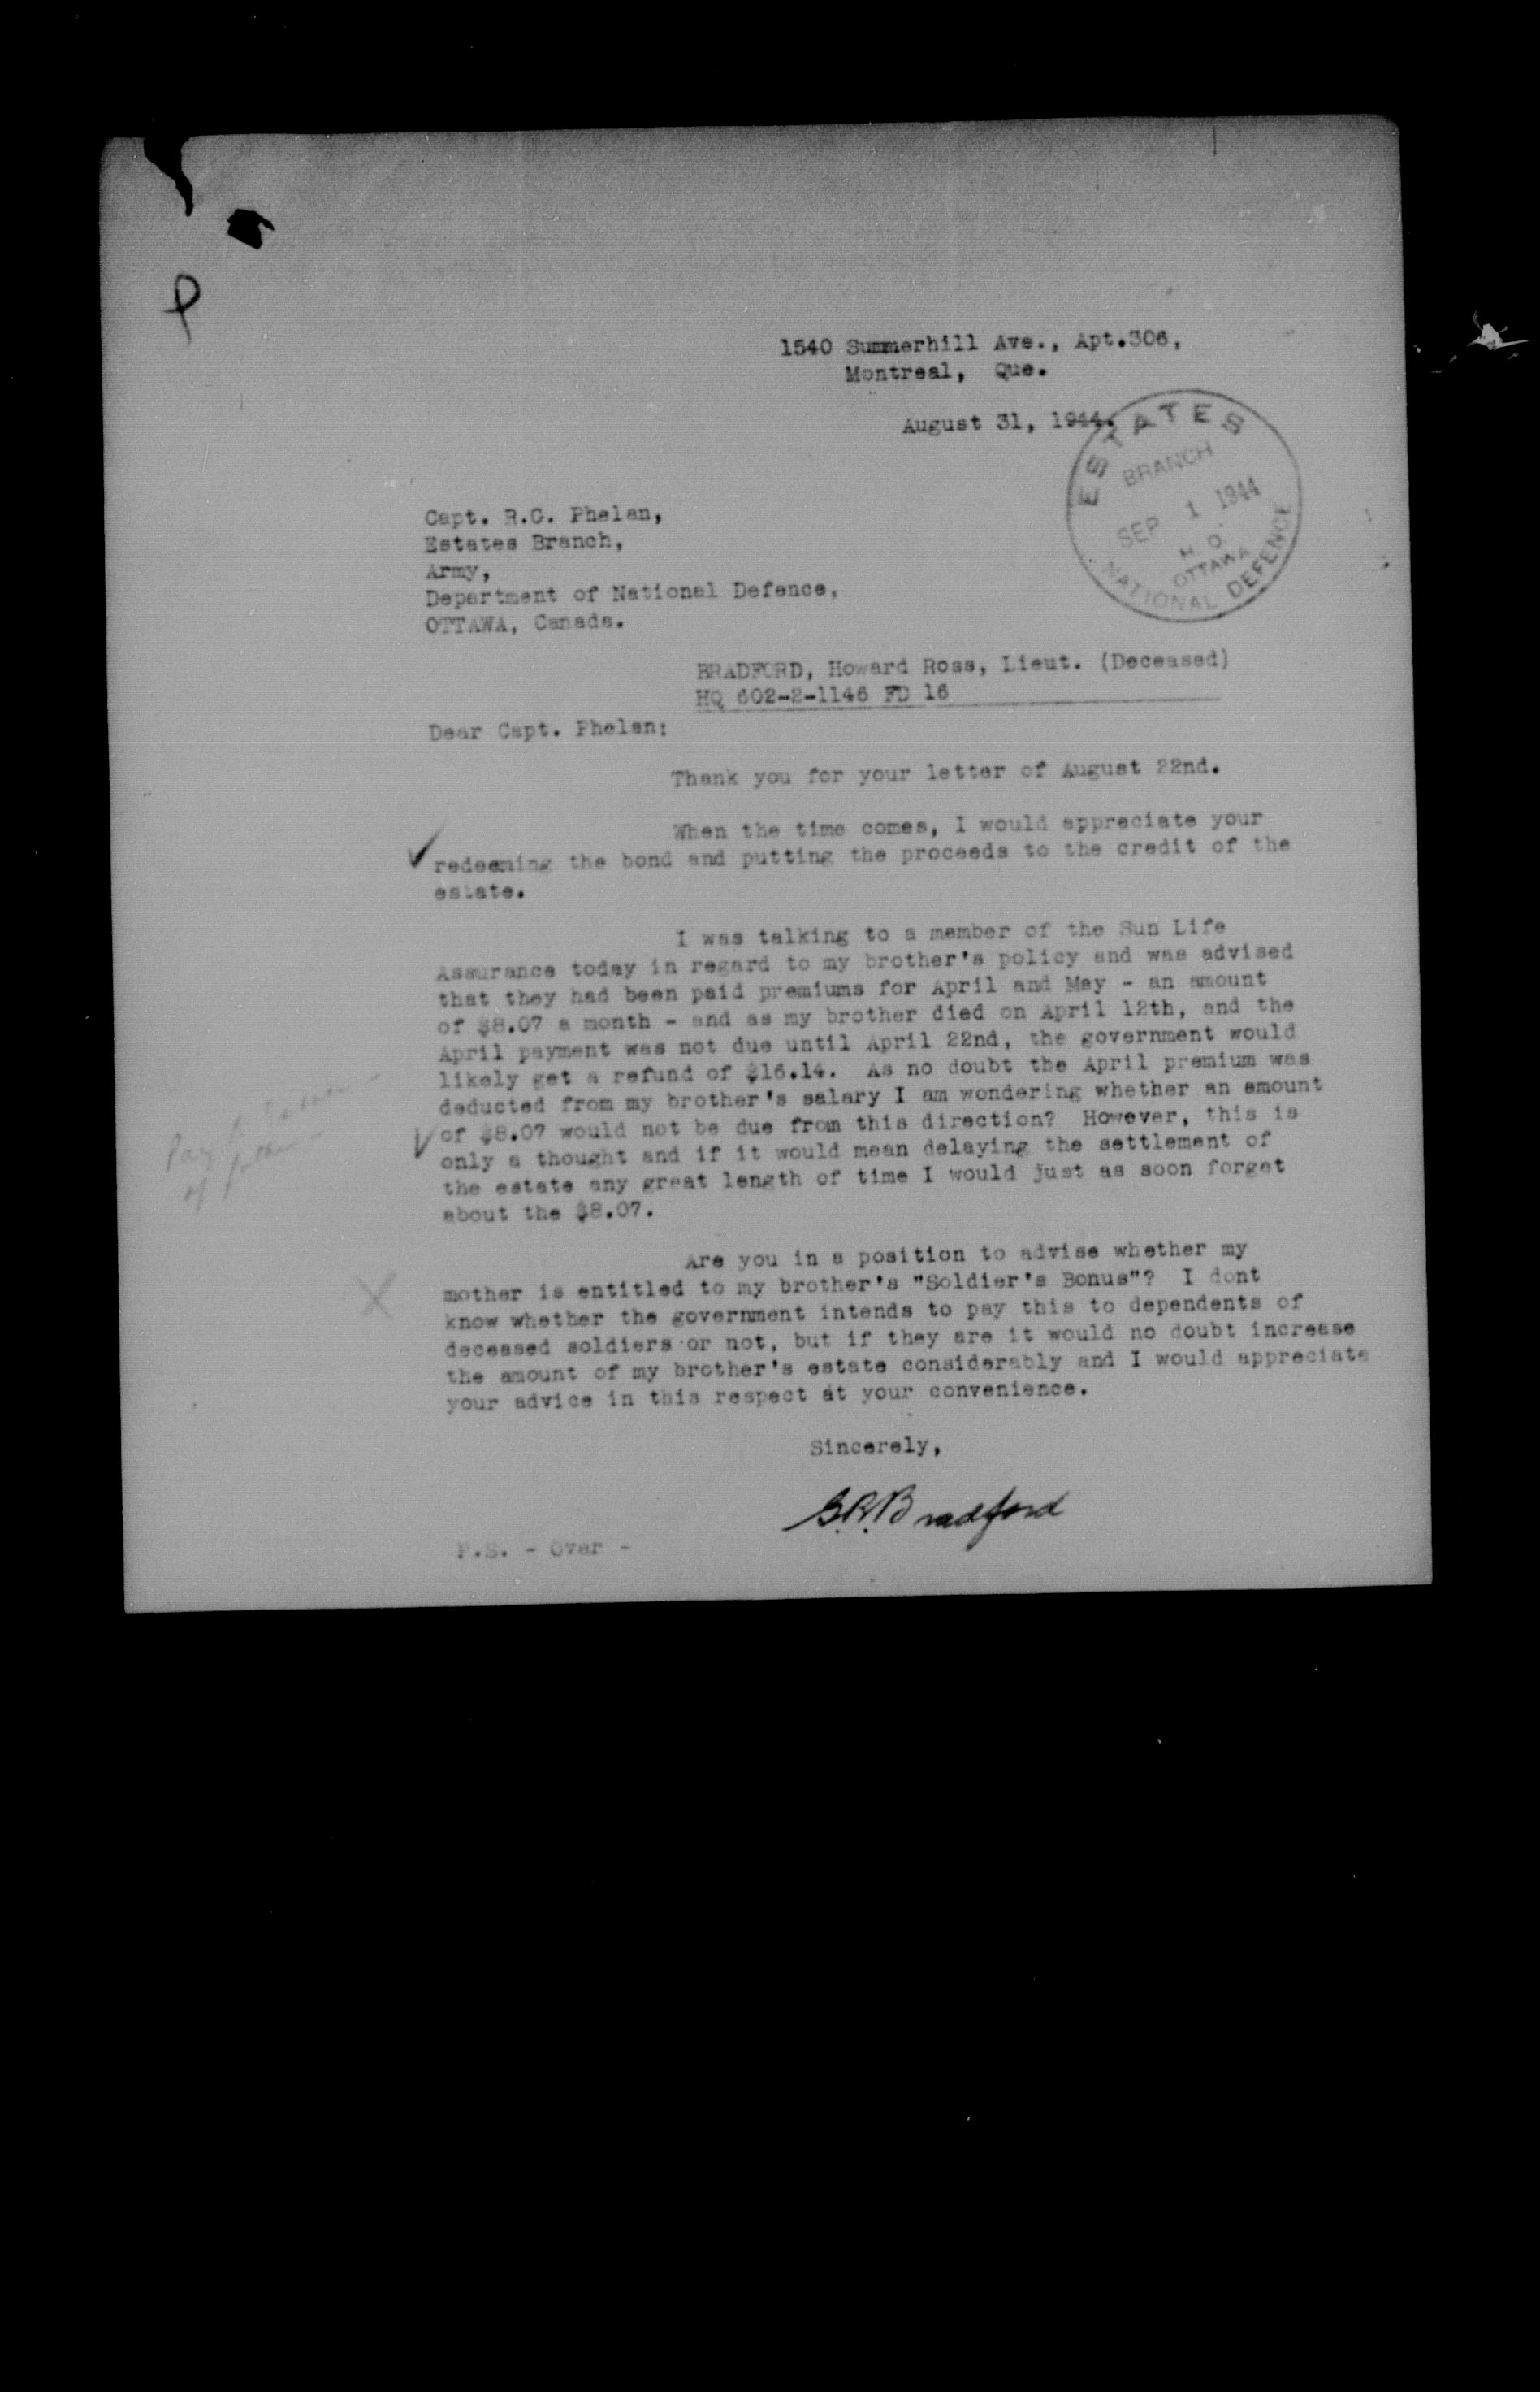 1540 Summerhill Ave., Apt.306,
Montreal, Que.
August 31, 1944.
ESTATES
BRANCH
SEP 1 1944
H. Q.
OTTAWA
NATIONAL DEFENCE
Capt. R.G. Phelan,
Estates Branch,
Army,
Department of National Defence,
OTTAWA, Canada.
BRADFORD, Howard Ross, Lieut. (Deceased)
HQ 602-2-1146 FD 16
Dear Capt. Phelan:
Thank you for your letter of August 22nd.
When the time comes, I would appreciate your
redeeming the bond and putting the proceeds to the credit of the
estate.
I was talking to a member of the Sun Life
Assurance today in regard to my brother's policy and was advised
that they had been paid premiums for April and May - an amount
of $8.07 a month - and as my brother died on April 12th, and the
April payment was not due until April 22nd, the government would
likely get a refund of $16.14. As no doubt the April premium was
deducted from my brother's salary I am wondering whether an amount
of $8.07 would not be due from this direction? However, this is
only a thought and if it would mean delaying the settlement of
the estate any great length of time I would just as soon forget
about the $8.07.
Pay
Are you in a position to advise whether my
mother is entitled to my brother's "Soldier's Bonus"? I dont
know whether the government intends to pay this to dependents of
deceased soldiers or not, but if they are it would no doubt increase
the amount of my brother's estate considerably and I would appreciate
your advice in this respect at your convenience.
Sincerely,
G.R.Bradford
P.S. - Over -